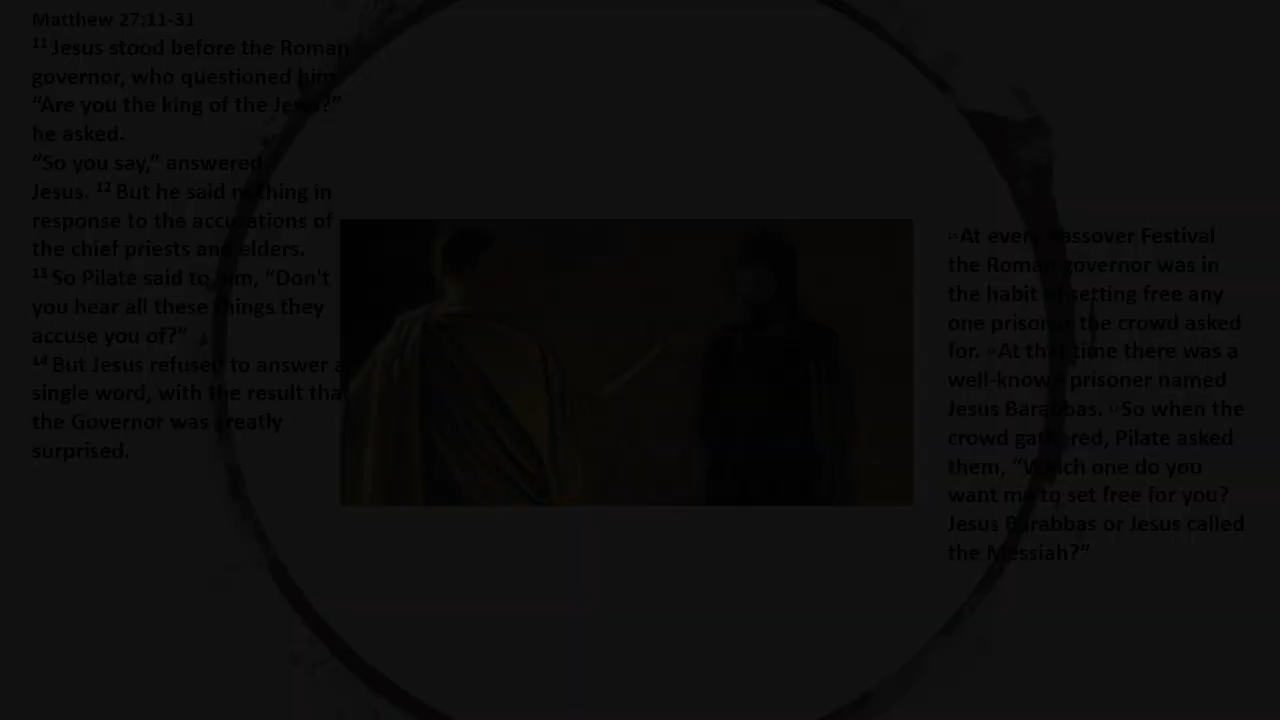 Matthew 27:11-31
11 Jesus stood before the Roman
governor, who questioned him.
“Are you the king of the Jews?”
he asked.
“So you say,” answered
Jesus. 12 But he said nothing in
response to the accusations of
the chief priests and elders.
13 So Pilate said to him, “Don't
you hear all these things they
accuse you of?”
14 But Jesus refused to answer a
single word, with the result that
the Governor was greatly
surprised.
At every Passover Festival
the Roman governor was in
the habit of setting free any
one prisoner the crowd asked
for. At that time there was a
well-known prisoner named
Jesus Barabbas. So when the
crowd gathered, Pilate asked
them, “Which one do you
want me to set free for you?
Jesus Barabbas or Jesus called
the Messiah?”